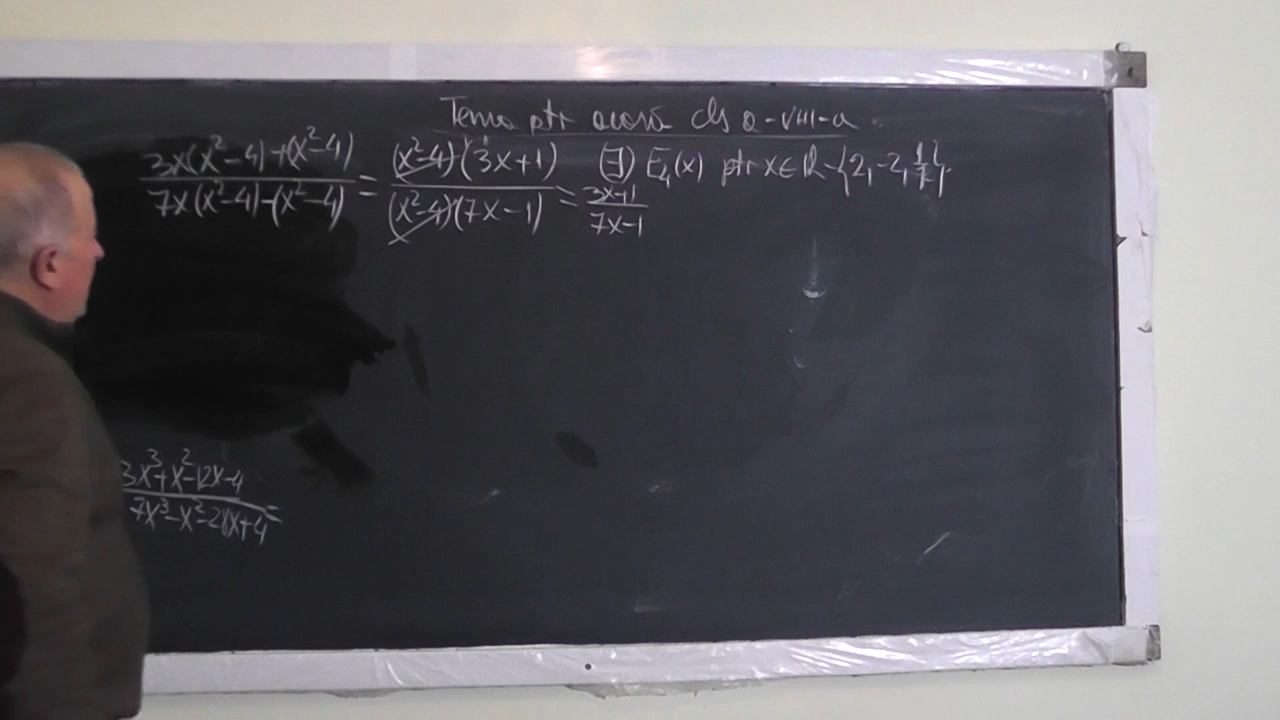 Tema ptr acasă cls a-VIII-a
(3x(x²-4)+(x²-4))/(7x(x²-4)-(x²-4)) = ((x²-4)(3x+1))/((x²-4)(7x-1)) = (3x+1)/(7x-1) (∃) E₄(x) ptr x∈ℝ-{2,-2,1/7}
(3x³+x²-12x-4)/(7x³-x²-28x+4) =